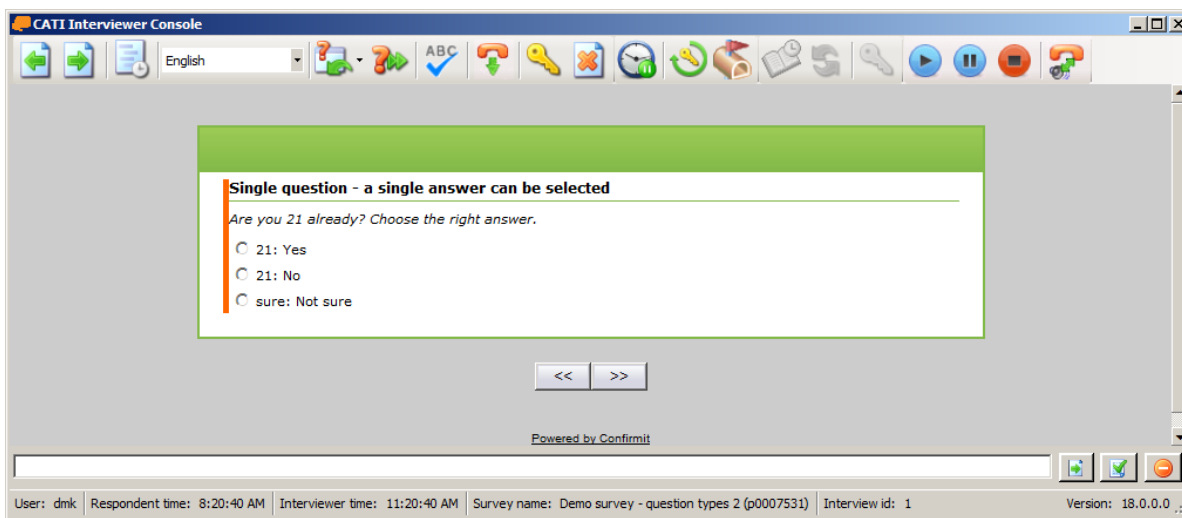 CATI Interviewer Console
English
ABC
Single question - a single answer can be selected
Are you 21 already? Choose the right answer.
21: Yes
21: No
sure: Not sure
<< >>
Powered by Confirmit
User: dmk Respondent time: 8:20:40 AM Interviewer time: 11:20:40 AM Survey name: Demo survey - question types 2 (p0007531) Interview id: 1 Version: 18.0.0.0